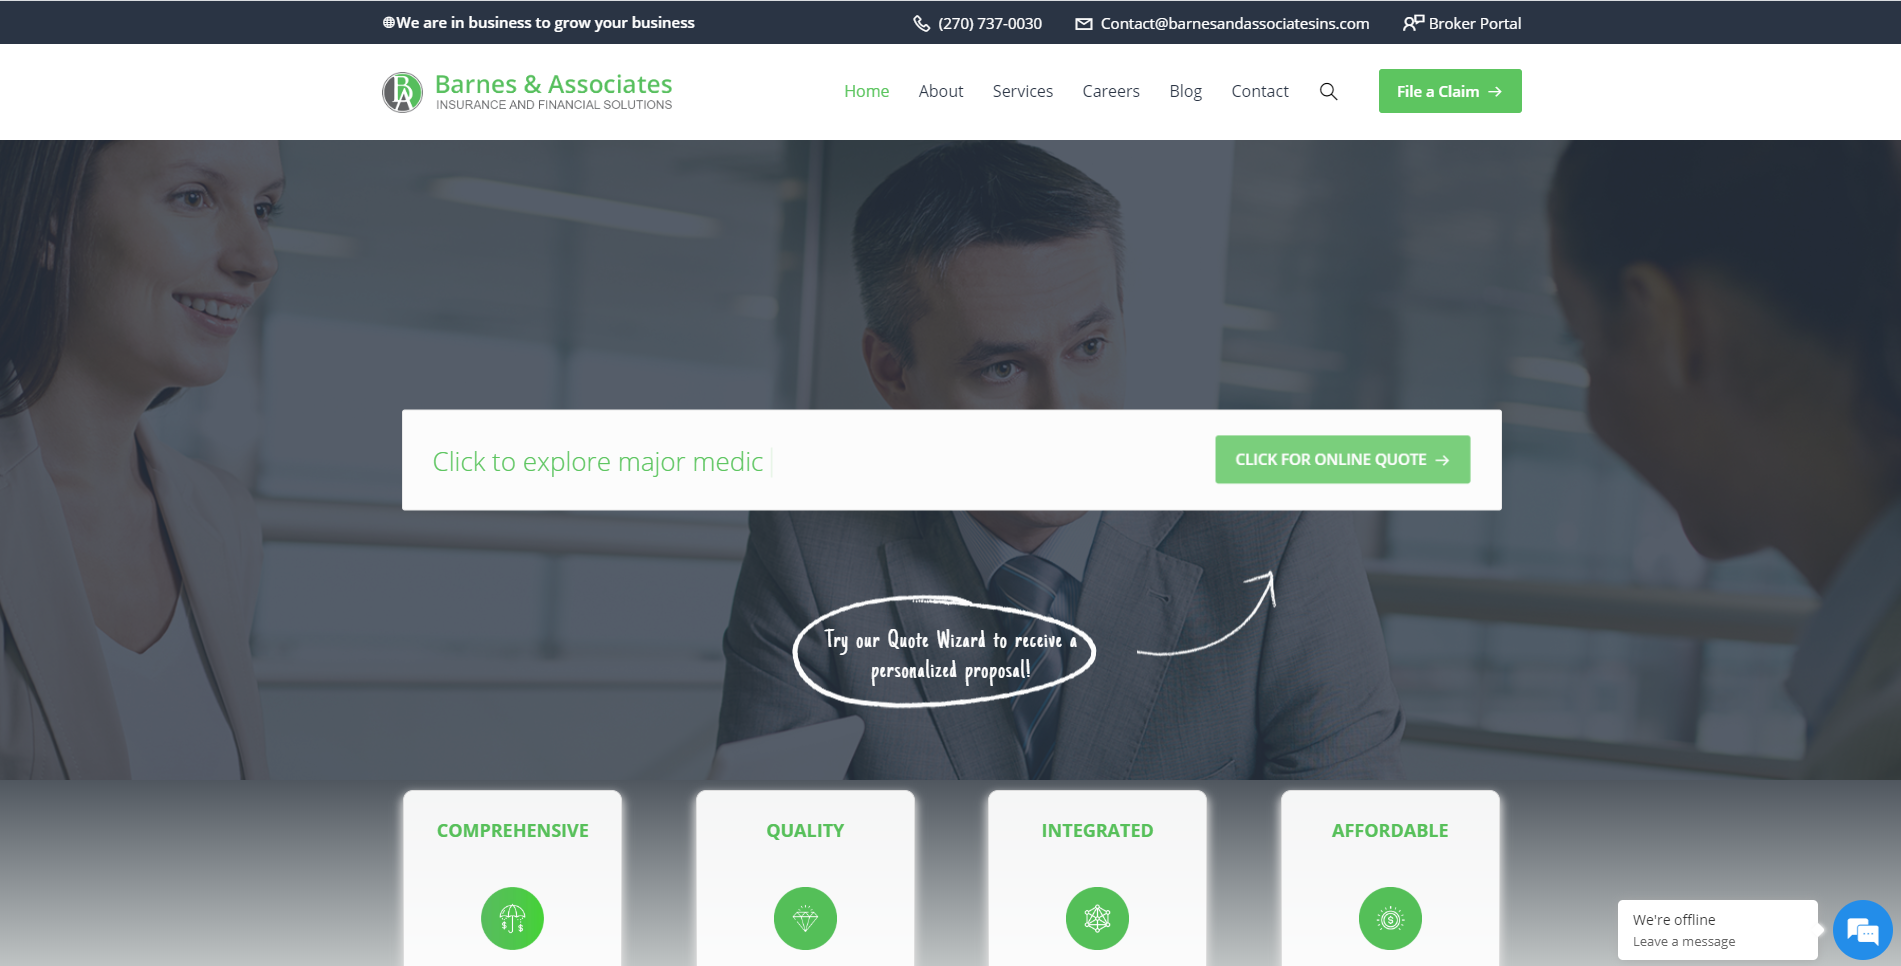 We are in business to grow your business
(270) 737-0030
Contact@barnesandassociatesins.com
Broker Portal
BDA
Barnes & Associates
INSURANCE AND FINANCIAL SOLUTIONS
Home
About
Services
Careers
Blog
Contact
File a Claim
Click to explore major medic
CLICK FOR ONLINE QUOTE
Try our Quote Wizard to receive a
personalized proposal!
COMPREHENSIVE
QUALITY
INTEGRATED
AFFORDABLE
We're offline
Leave a message